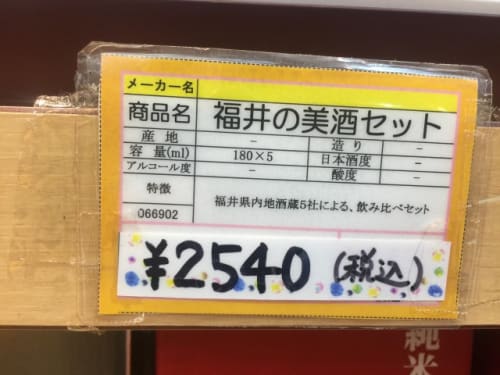 メーカー名
商品名 福井の美酒セット
産地 - 造り -
容量(ml) 180×5 日本酒度 -
アルコール度 - 酸度 -
特徴 福井県内地酒蔵5社による、飲み比べセット
066902
¥2540(税込)
純米